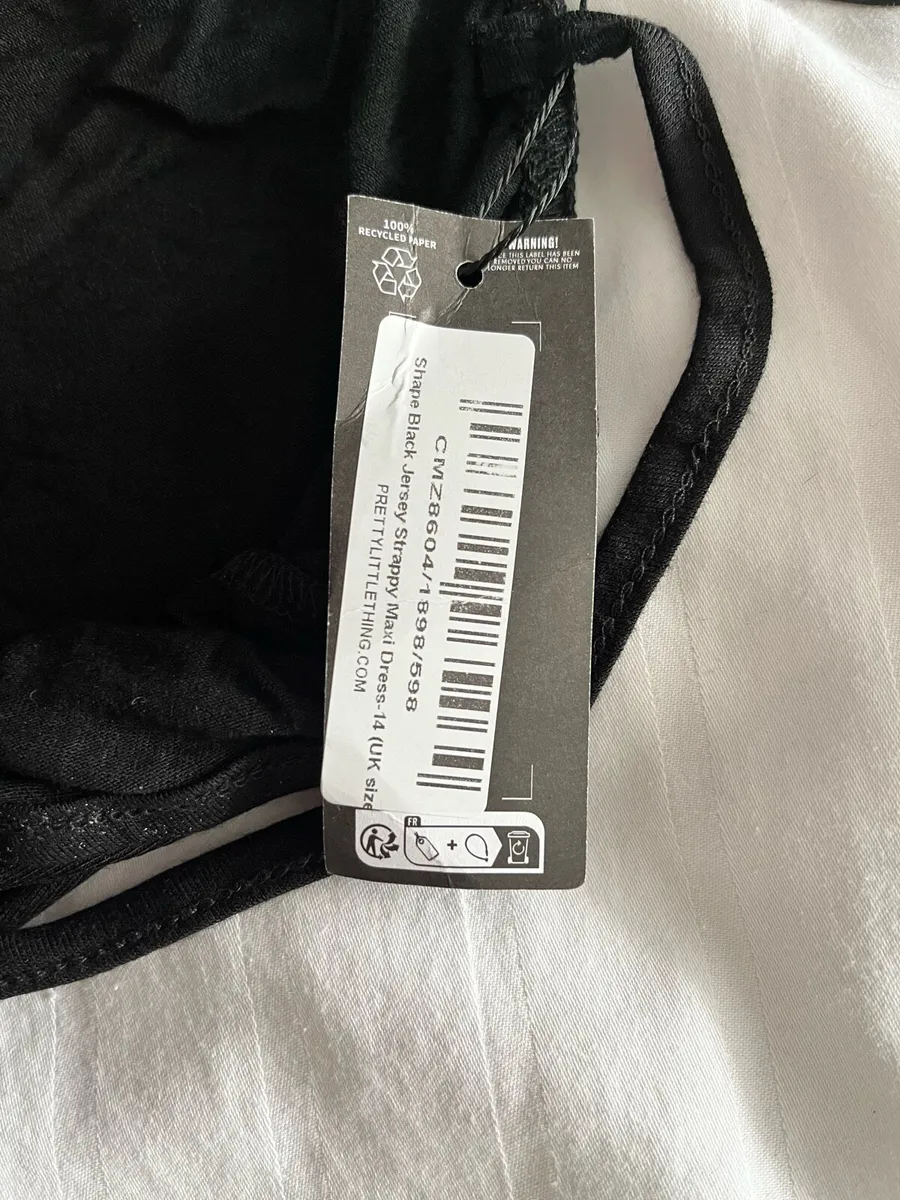 100%
RECYCLED PAPER
WARNING!
THIS LABEL HAS BEEN
REMOVED YOU CAN NO
LONGER RETURN THIS ITEM
CMZ8604/1898/598
Shape Black Jersey Strappy Maxi Dress-14 (UK size
PRETTYLITTLETHING.COM
FR
+